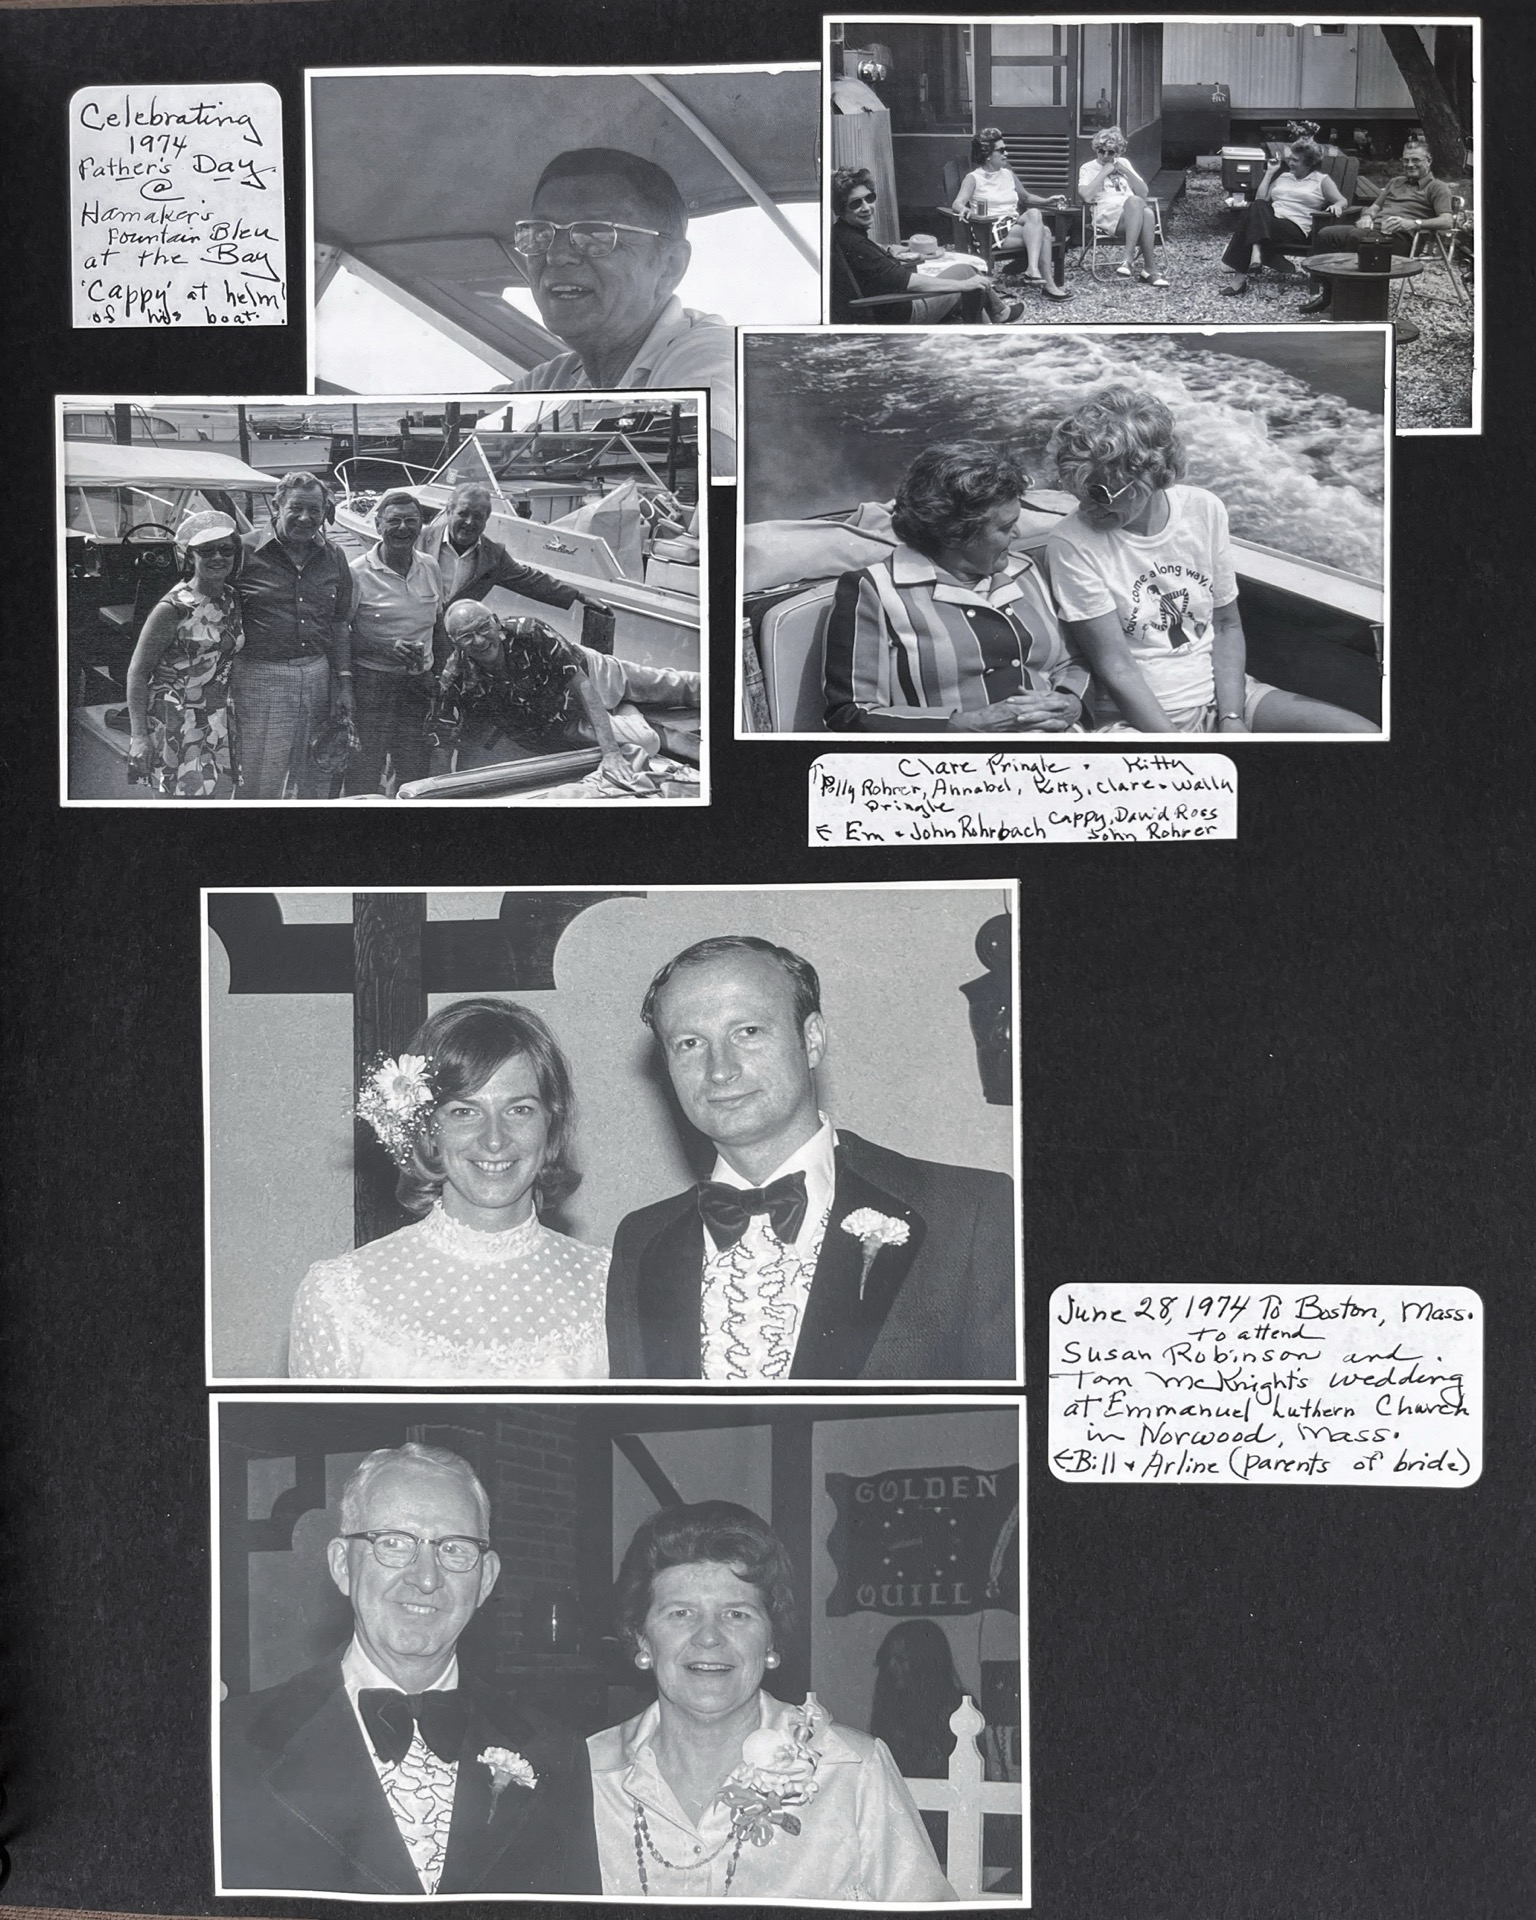 Celebrating
1974
Father's Day
@
Hamaker's
Fountain Bleu
at the Bay
'Cappy' at helm
of his boat.
You've come a long way,
Clare Pringle . Kitty
↑ Polly Rohrer, Annabel, Kitty, Clare & Wally
Pringle
← Em & John Rohrbach Cappy, David Ross
John Rohrer
June 28, 1974 To Boston, Mass.
to attend
Susan Robinson and
Tom McKnight's wedding
at Emmanuel Luthern Church
in Norwood, Mass.
← Bill & Arline (parents of bride)
GOLDEN
QUILL